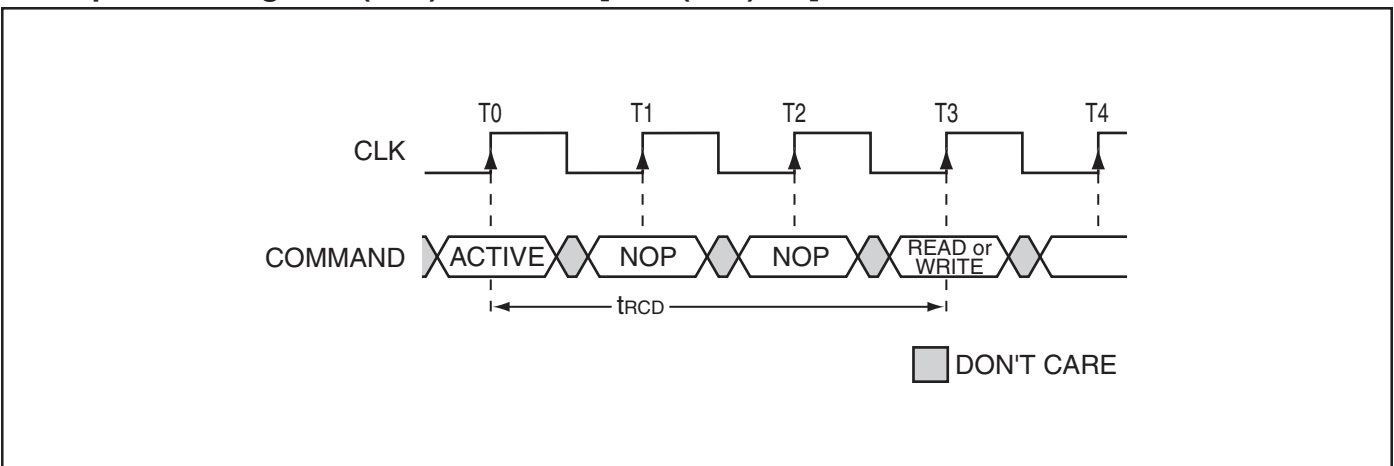 T0 T1 T2 T3 T4
CLK
COMMAND ACTIVE NOP NOP READ or
WRITE
tRCD
DON'T CARE